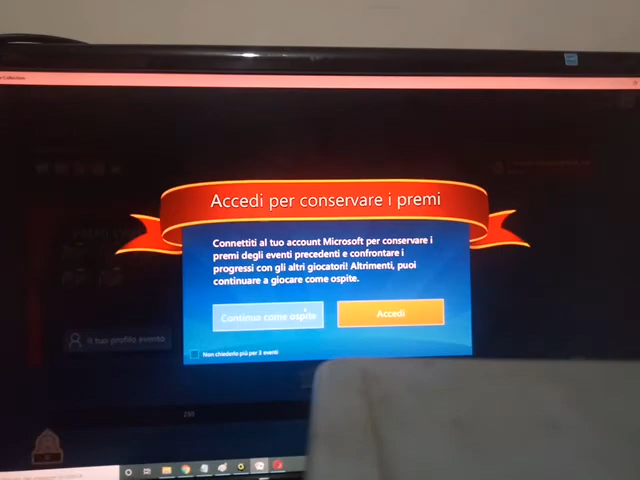 Accedi per conservare i premi
Connettiti al tuo account Microsoft per conservare i
premi degli eventi precedenti e confrontare i
progressi con gli altri giocatori! Altrimenti, puoi
continuare a giocare come ospite.
Continua come ospite
Accedi
Il tuo profilo evento
Non chiederlo più per 3 eventi